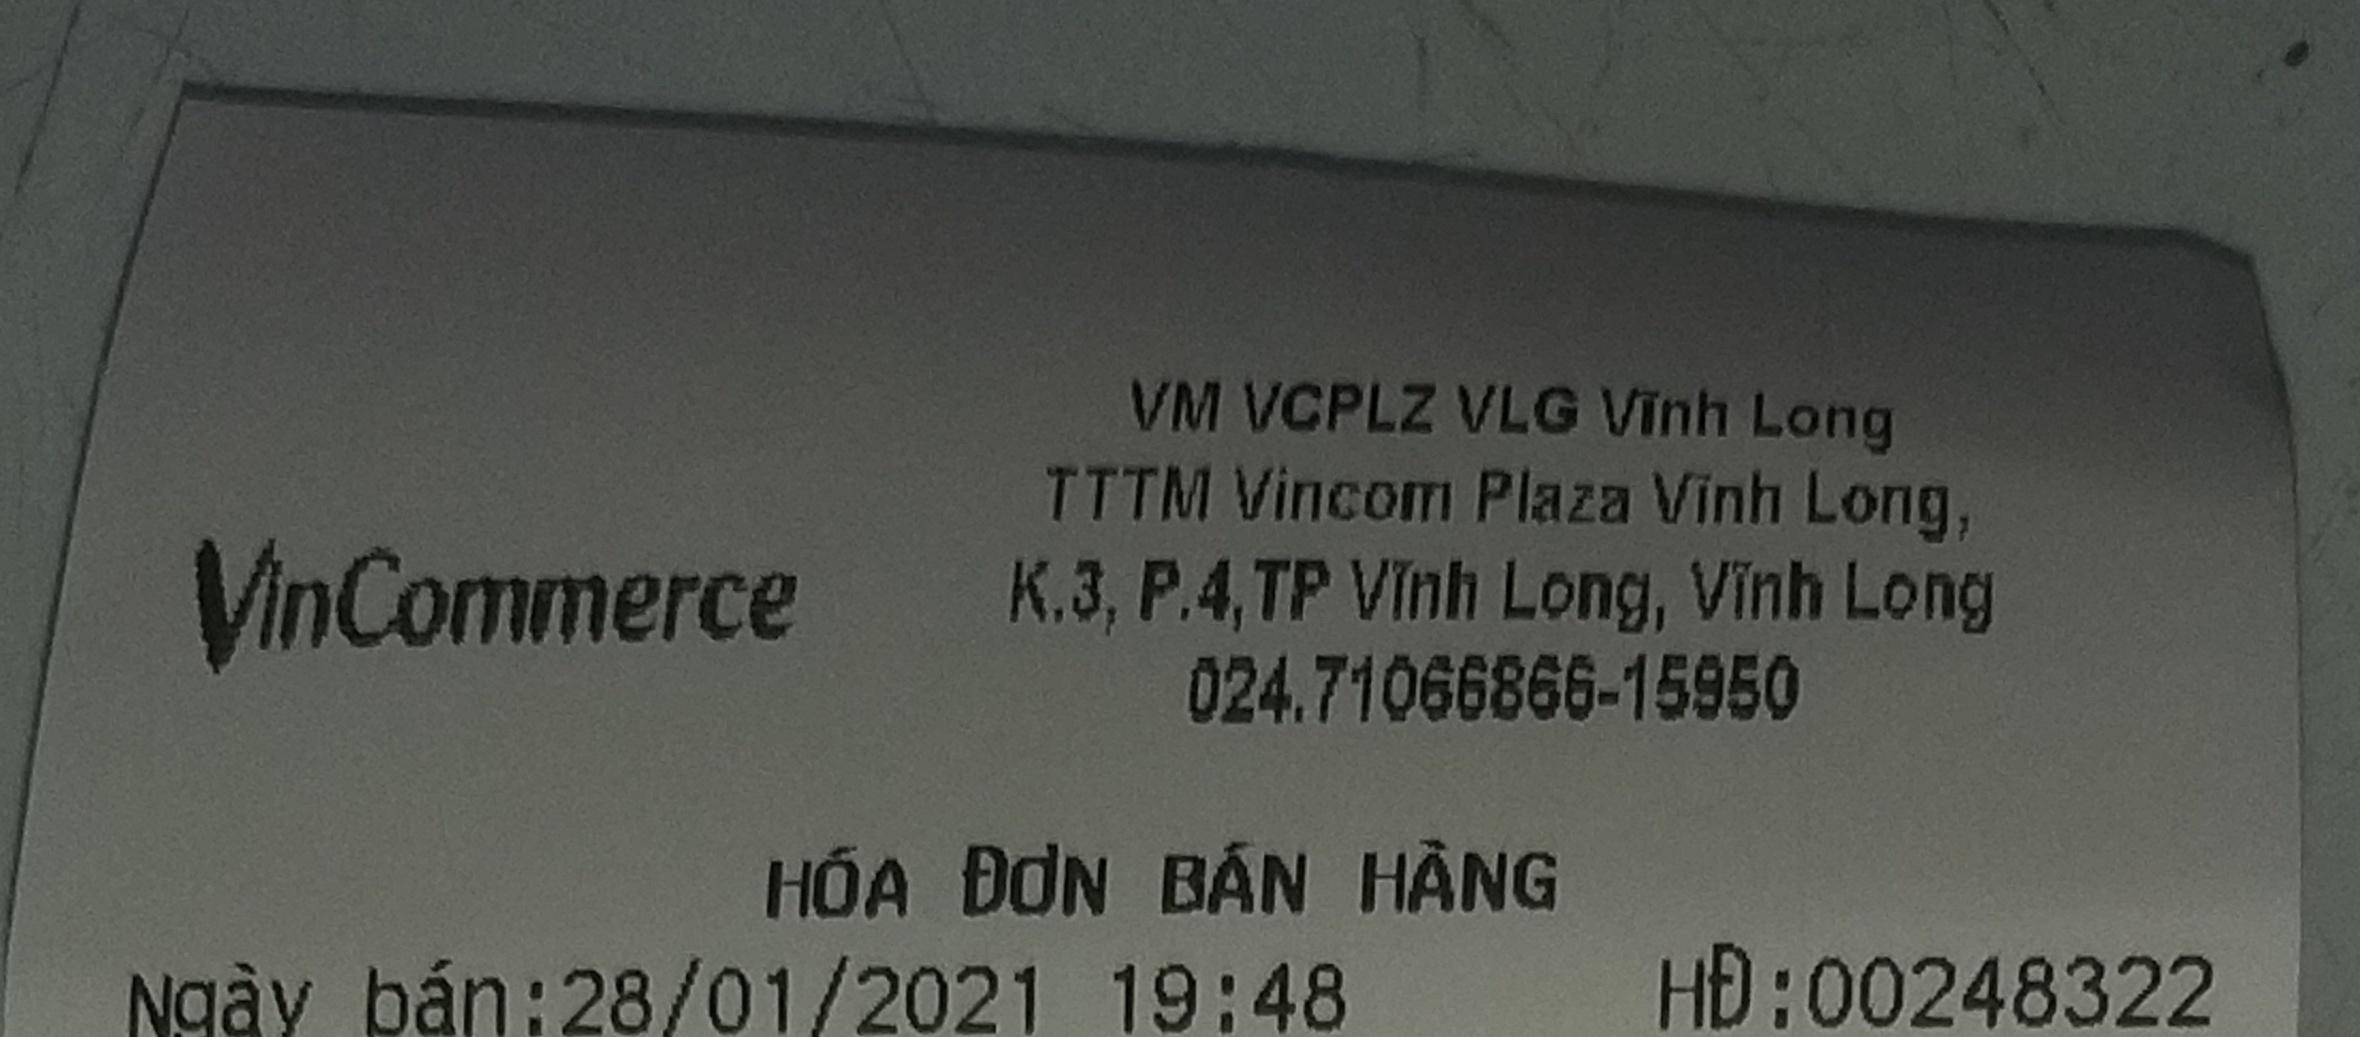 VM VCPLZ VLG Vĩnh Long
TTTM Vincom Plaza Vĩnh Long,
VinCommerce
K.3, P.4,TP Vĩnh Long, Vĩnh Long
024.71066866-15950
HÓA ĐƠN BÁN HÀNG
Ngày bán:28/01/2021 19:48 HĐ:00248322